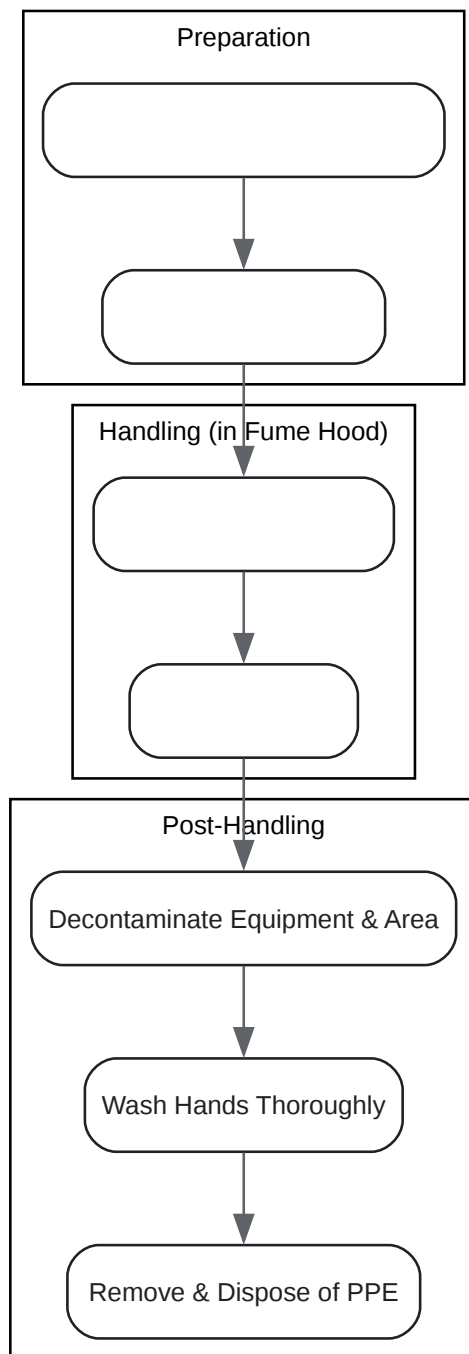 Preparation
Handling (in Fume Hood)
Post-Handling
Decontaminate Equipment & Area
Wash Hands Thoroughly
Remove & Dispose of PPE